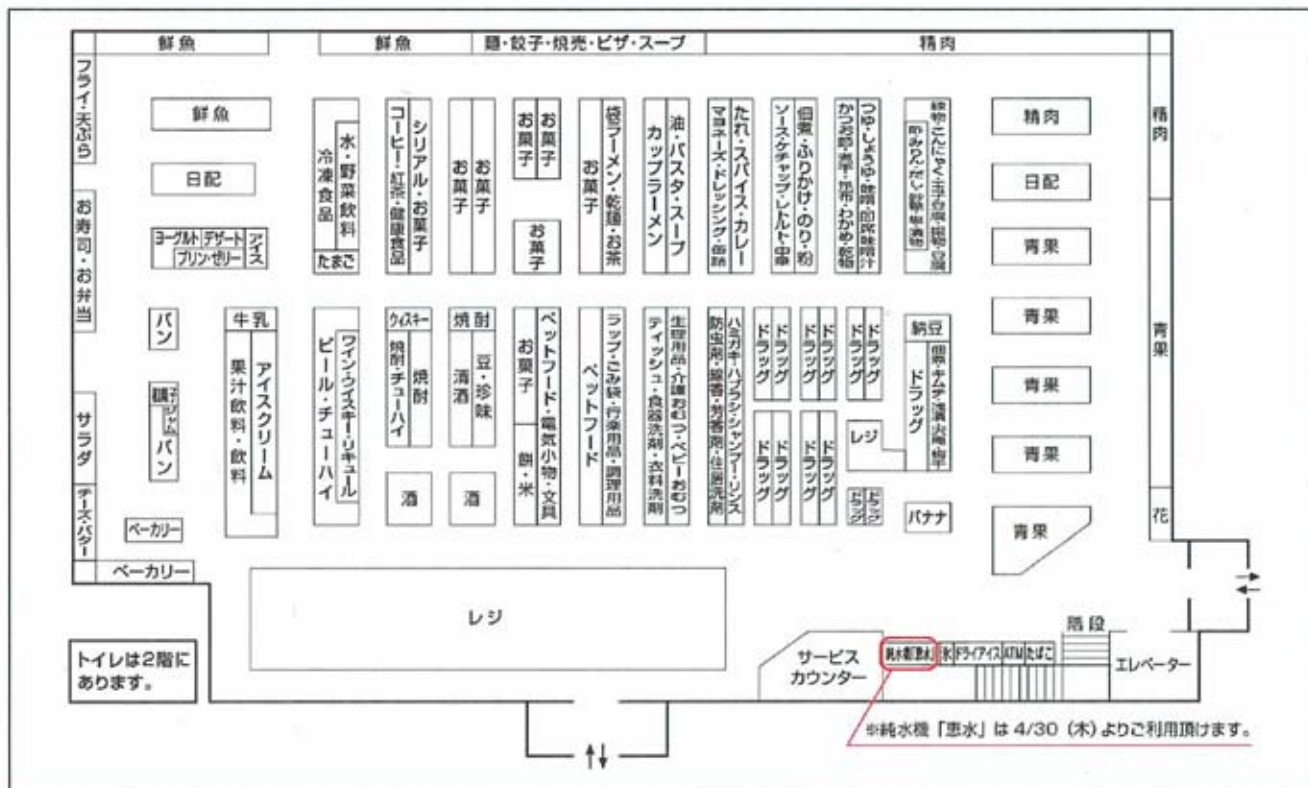 鮮魚
鮮魚
麺・餃子・焼売・ピザ・スープ
精肉
フライ・天ぷら
お寿司・お弁当
サラダ
チーズ・バター
ベーカリー
精肉
青果
花
鮮魚
日配
ヨーグルト
デザート
プリン・ゼリー
アイス
水・野菜飲料
冷凍食品
たまご
シリアル・お菓子
コーヒー・紅茶・健康食品
お菓子
お菓子
お菓子
お菓子
お菓子
袋ラーメン・乾麺・お茶
お菓子
油・パスタ・スープ
カップラーメン
たれ・スパイス・カレー
マヨネーズ・ドレッシング・缶詰
佃煮・ふりかけ・のり・粉
ソース・ケチャップ・レトルト・中華
つゆ・しょうゆ・味噌・即席味噌汁
かつお節・煮干・昆布・わかめ・乾物
精肉
日配
青果
青果
青果
青果
青果
パン
ジャム
パン
ベーカリー
牛乳
アイスクリーム
果汁飲料・飲料
ワイン・ウイスキー・リキュール
ビール・チューハイ
ウィスキー
焼酎
焼酎・チューハイ
酒
焼酎
豆・珍味
清酒
酒
お菓子
餅・米
ペットフード・電気小物・文具
ラップ・ごみ袋・行楽用品・調理用品
ペットフード
生理用品・介護おむつ・ベビーおむつ
ティッシュ・食器洗剤・衣料洗剤
ハミガキ・ハブラシ・シャンプー・リンス
防虫剤・線香・芳香剤・住居洗剤
ドラッグ
ドラッグ
ドラッグ
ドラッグ
ドラッグ
ドラッグ
ドラッグ
ドラッグ
ドラッグ
ドラッグ
レジ
ドラッグ
ドラッグ
納豆
ドラッグ
バナナ
レジ
トイレは2階に
あります。
サービス
カウンター
純水機「恵水」
氷
ドライアイス
ATM
たばこ
階段
エレベーター
※純水機「恵水」は 4/30 (木) よりご利用頂けます。